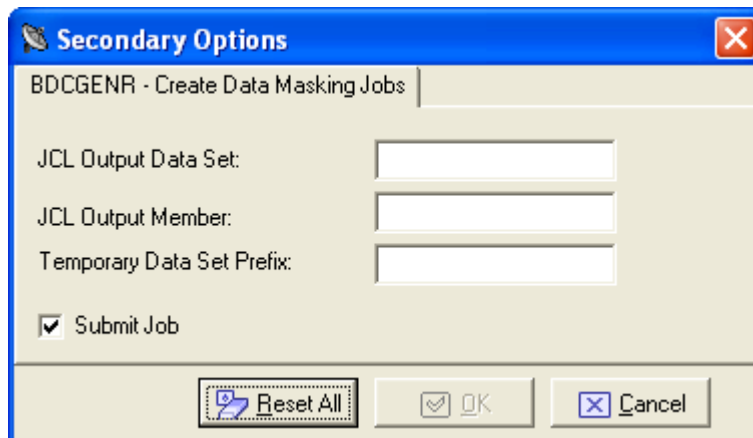 Secondary Options
BDCGENR - Create Data Masking Jobs
JCL Output Data Set:
JCL Output Member:
Temporary Data Set Prefix:
Submit Job
Reset All OK Cancel